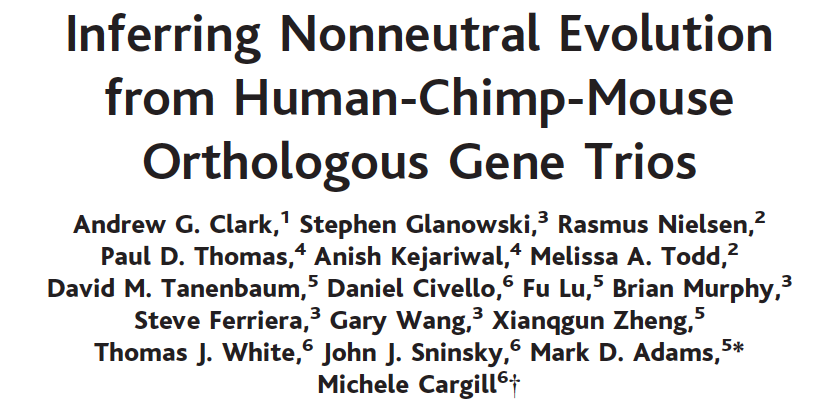 Inferring Nonneutral Evolution
from Human-Chimp-Mouse
Orthologous Gene Trios
Andrew G. Clark,1 Stephen Glanowski,3 Rasmus Nielsen,2
Paul D. Thomas,4 Anish Kejariwal,4 Melissa A. Todd,2
David M. Tanenbaum,5 Daniel Civello,6 Fu Lu,5 Brian Murphy,3
Steve Ferriera,3 Gary Wang,3 Xianqgun Zheng,5
Thomas J. White,6 John J. Sninsky,6 Mark D. Adams,5*
Michele Cargill6†